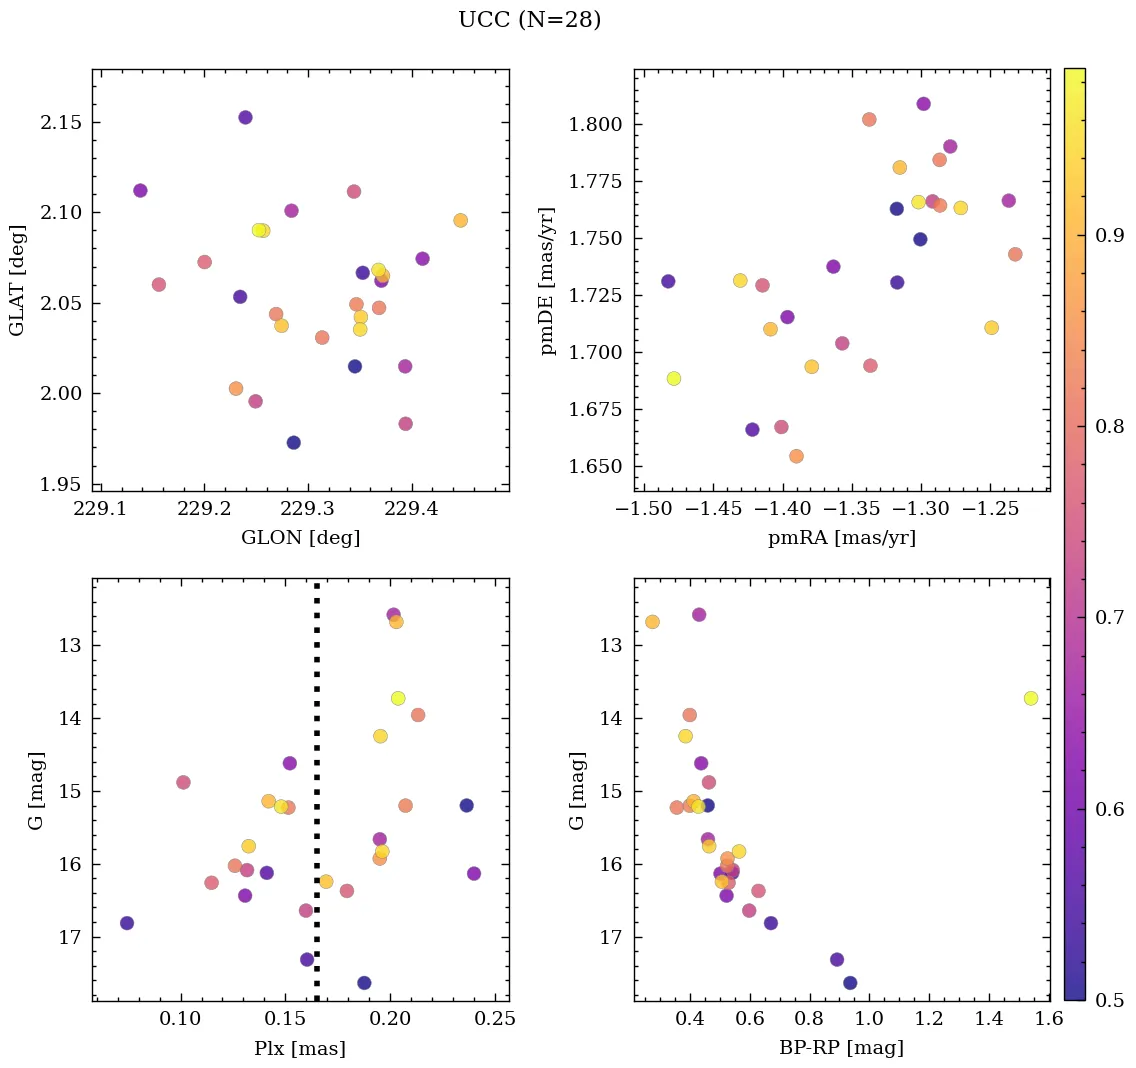 UCC (N=28)
2.15
2.10
2.05
2.00
1.95
GLAT [deg]
229.1 229.2 229.3 229.4
GLON [deg]
1.800
1.775
1.750
1.725
1.700
1.675
1.650
pmDE [mas/yr]
−1.50 −1.45 −1.40 −1.35 −1.30 −1.25
pmRA [mas/yr]
0.9
0.8
0.7
0.6
0.5
13
14
15
16
17
G [mag]
0.10 0.15 0.20 0.25
Plx [mas]
13
14
15
16
17
G [mag]
0.4 0.6 0.8 1.0 1.2 1.4 1.6
BP-RP [mag]